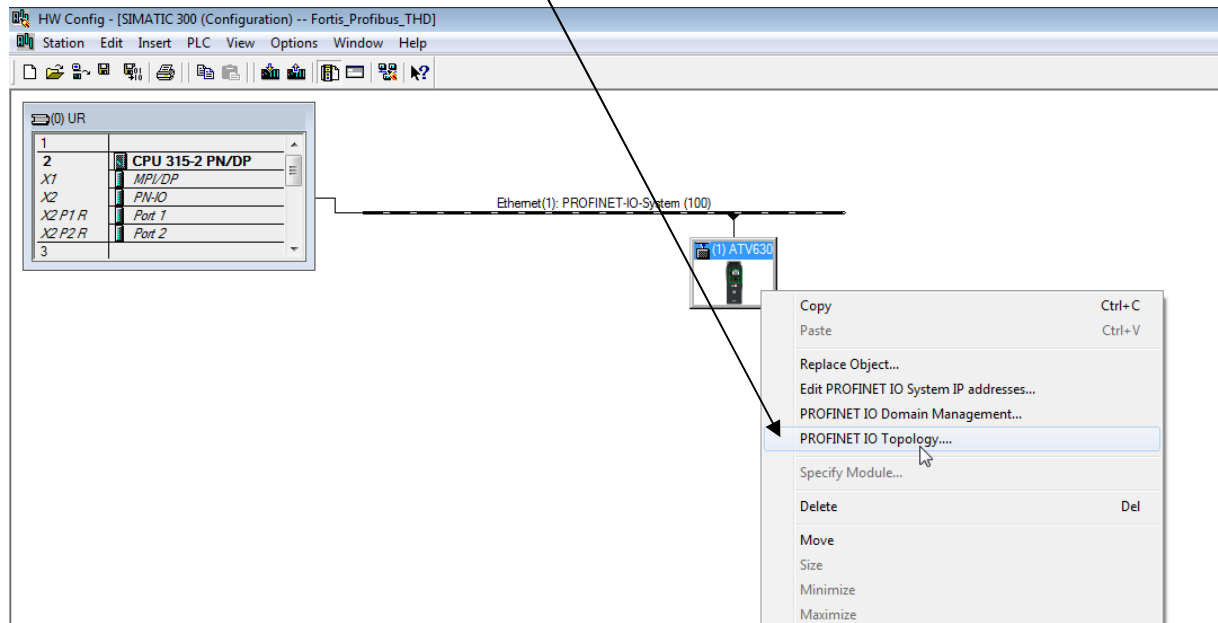 HW Config - [SIMATIC 300 (Configuration) -- Fortis_Profibus_THD]
Station Edit Insert PLC View Options Window Help
(0) UR
1
2 CPU 315-2 PN/DP
X1 MPI/DP
X2 PN-IO
X2 P1 R Port 1
X2 P2 R Port 2
3
Ethernet(1): PROFINET-IO-System (100)
(1) ATV630
Copy Ctrl+C
Paste Ctrl+V
Replace Object...
Edit PROFINET IO System IP addresses...
PROFINET IO Domain Management...
PROFINET IO Topology....
Specify Module...
Delete Del
Move
Size
Minimize
Maximize